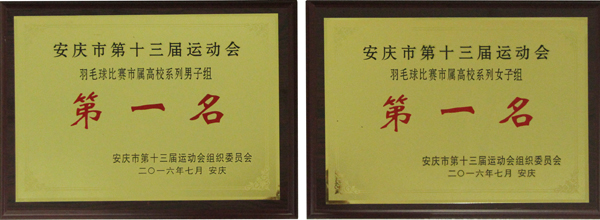 安庆市第十三届运动会
羽毛球比赛市属高校系列男子组
第一名
安庆市第十三届运动会组织委员会
二〇一六年七月 安庆
安庆市第十三届运动会
羽毛球比赛市属高校系列女子组
第一名
安庆市第十三届运动会组织委员会
二〇一六年七月 安庆